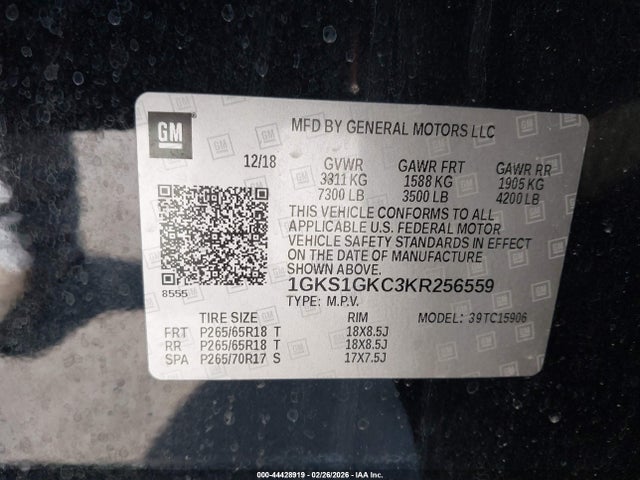 GM
MFD BY GENERAL MOTORS LLC
12/18 GVWR GAWR FRT GAWR RR
3311 KG 1588 KG 1905 KG
7300 LB 3500 LB 4200 LB
THIS VEHICLE CONFORMS TO ALL
APPLICABLE U.S. FEDERAL MOTOR
VEHICLE SAFETY STANDARDS IN EFFECT
ON THE DATE OF MANUFACTURE
SHOWN ABOVE.
8555 1GKS1GKC3KR256559
TYPE: M.P.V.
TIRE SIZE RIM MODEL: 39TC15906
FRT P265/65R18 T 18X8.5J
RR P265/65R18 T 18X8.5J
SPA P265/70R17 S 17X7.5J
000-44428919 - 02/26/2026 - IAA Inc.